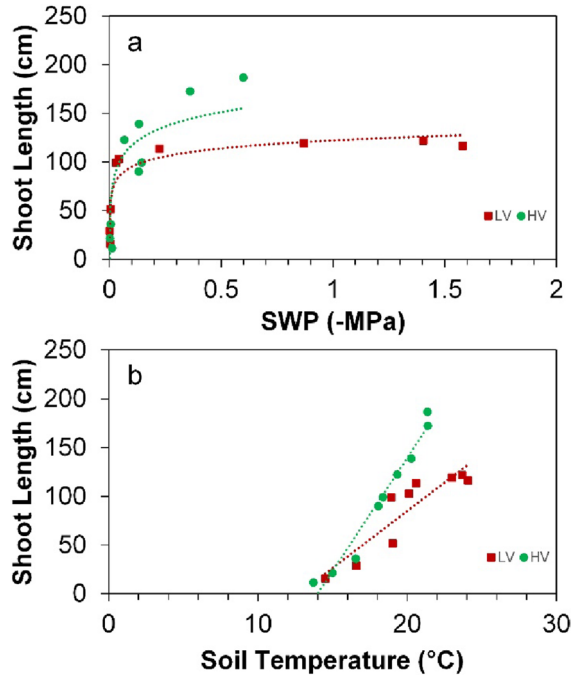 a
Shoot Length (cm)
250
200
150
100
50
0
LV HV
0 0.5 1 1.5 2
SWP (-MPa)
b
Shoot Length (cm)
250
200
150
100
50
0
LV HV
0 10 20 30
Soil Temperature (°C)